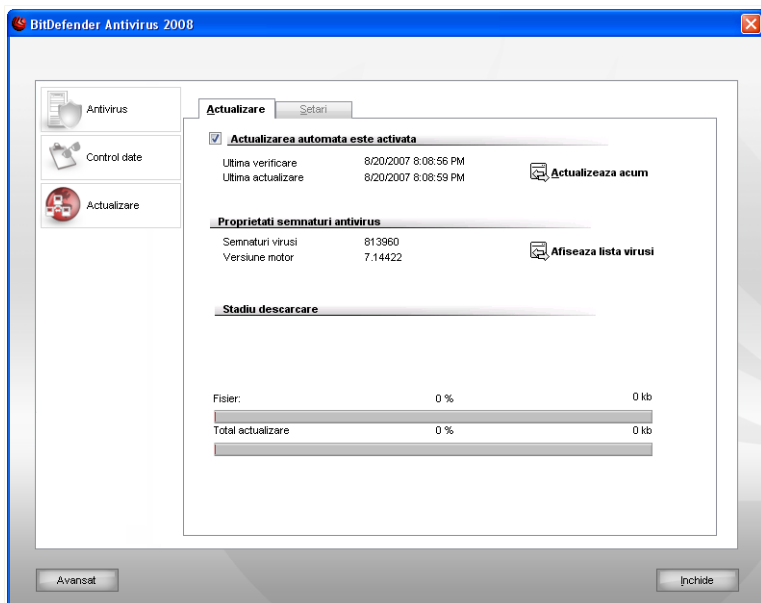 BitDefender Antivirus 2008
Antivirus
Control date
Actualizare
Actualizare Setari
Actualizarea automata este activata
Ultima verificare 8/20/2007 8:08:56 PM
Ultima actualizare 8/20/2007 8:08:59 PM
Actualizeaza acum
Proprietati semnaturi antivirus
Semnaturi virusi 813960
Versiune motor 7.14422
Afiseaza lista virusi
Stadiu descarcare
Fisier: 0 % 0 kb
Total actualizare 0 % 0 kb
Avansat Inchide